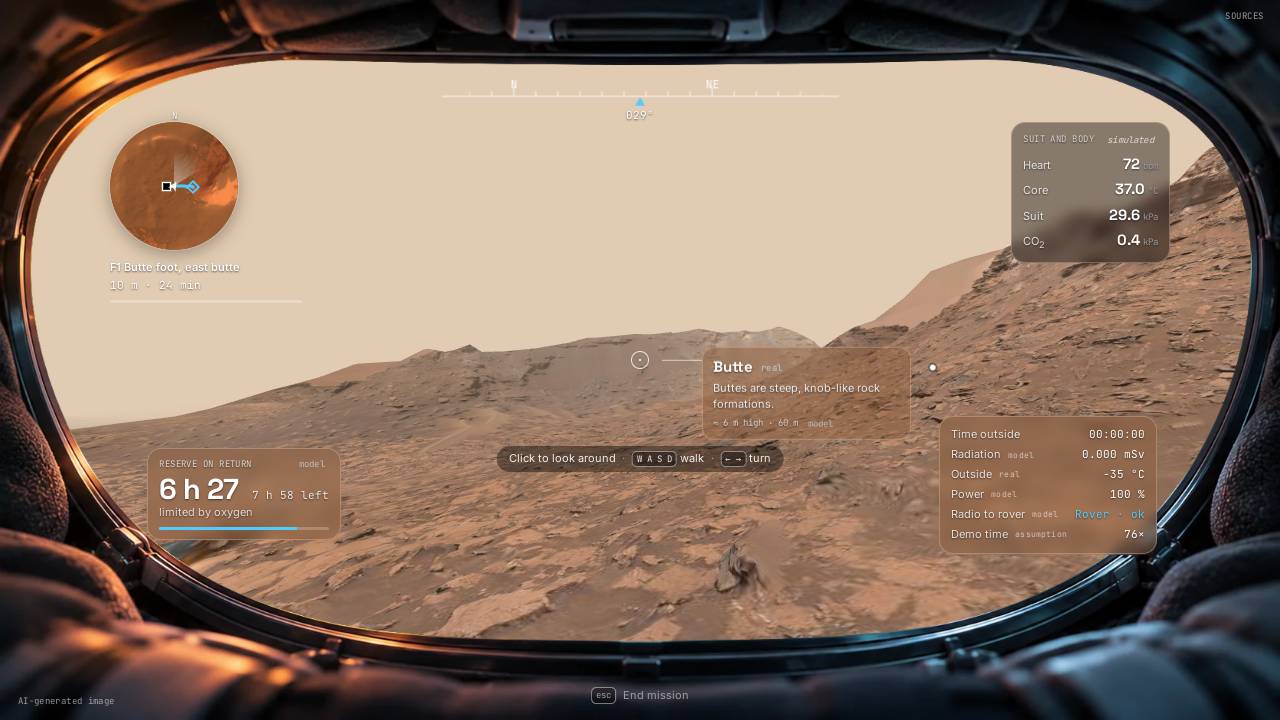 SOURCES
N NE
029°
N
F1 Butte foot, east butte
10 m · 24 min
SUIT AND BODY simulated
Heart 72 bpm
Core 37.0 °C
Suit 29.6 kPa
CO2 0.4 kPa
Butte real
Buttes are steep, knob-like rock
formations.
≈ 6 m high · 60 m model
Click to look around · W A S D walk · ← → turn
RESERVE ON RETURN model
6 h 27 7 h 58 left
limited by oxygen
Time outside 00:00:00
Radiation model 0.000 mSv
Outside real -35 °C
Power model 100 %
Radio to rover model Rover · ok
Demo time assumption 76×
esc End mission
AI-generated image